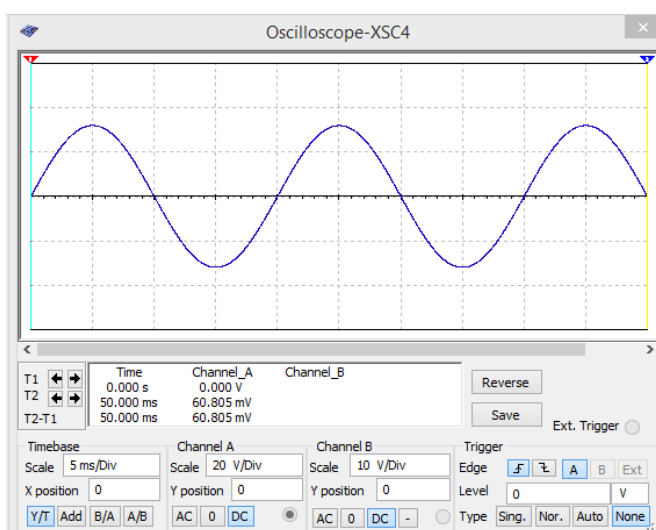 Oscilloscope-XSC4
Time Channel_A Channel_B
T1 0.000 s 0.000 V
T2 50.000 ms 60.805 mV
T2-T1 50.000 ms 60.805 mV
Reverse
Save
Ext. Trigger
Timebase Channel A Channel B Trigger
Scale 5 ms/Div Scale 20 V/Div Scale 10 V/Div Edge A B Ext
X position 0 Y position 0 Y position 0 Level 0 V
Y/T Add B/A A/B AC 0 DC AC 0 DC - Type Sing. Nor. Auto None